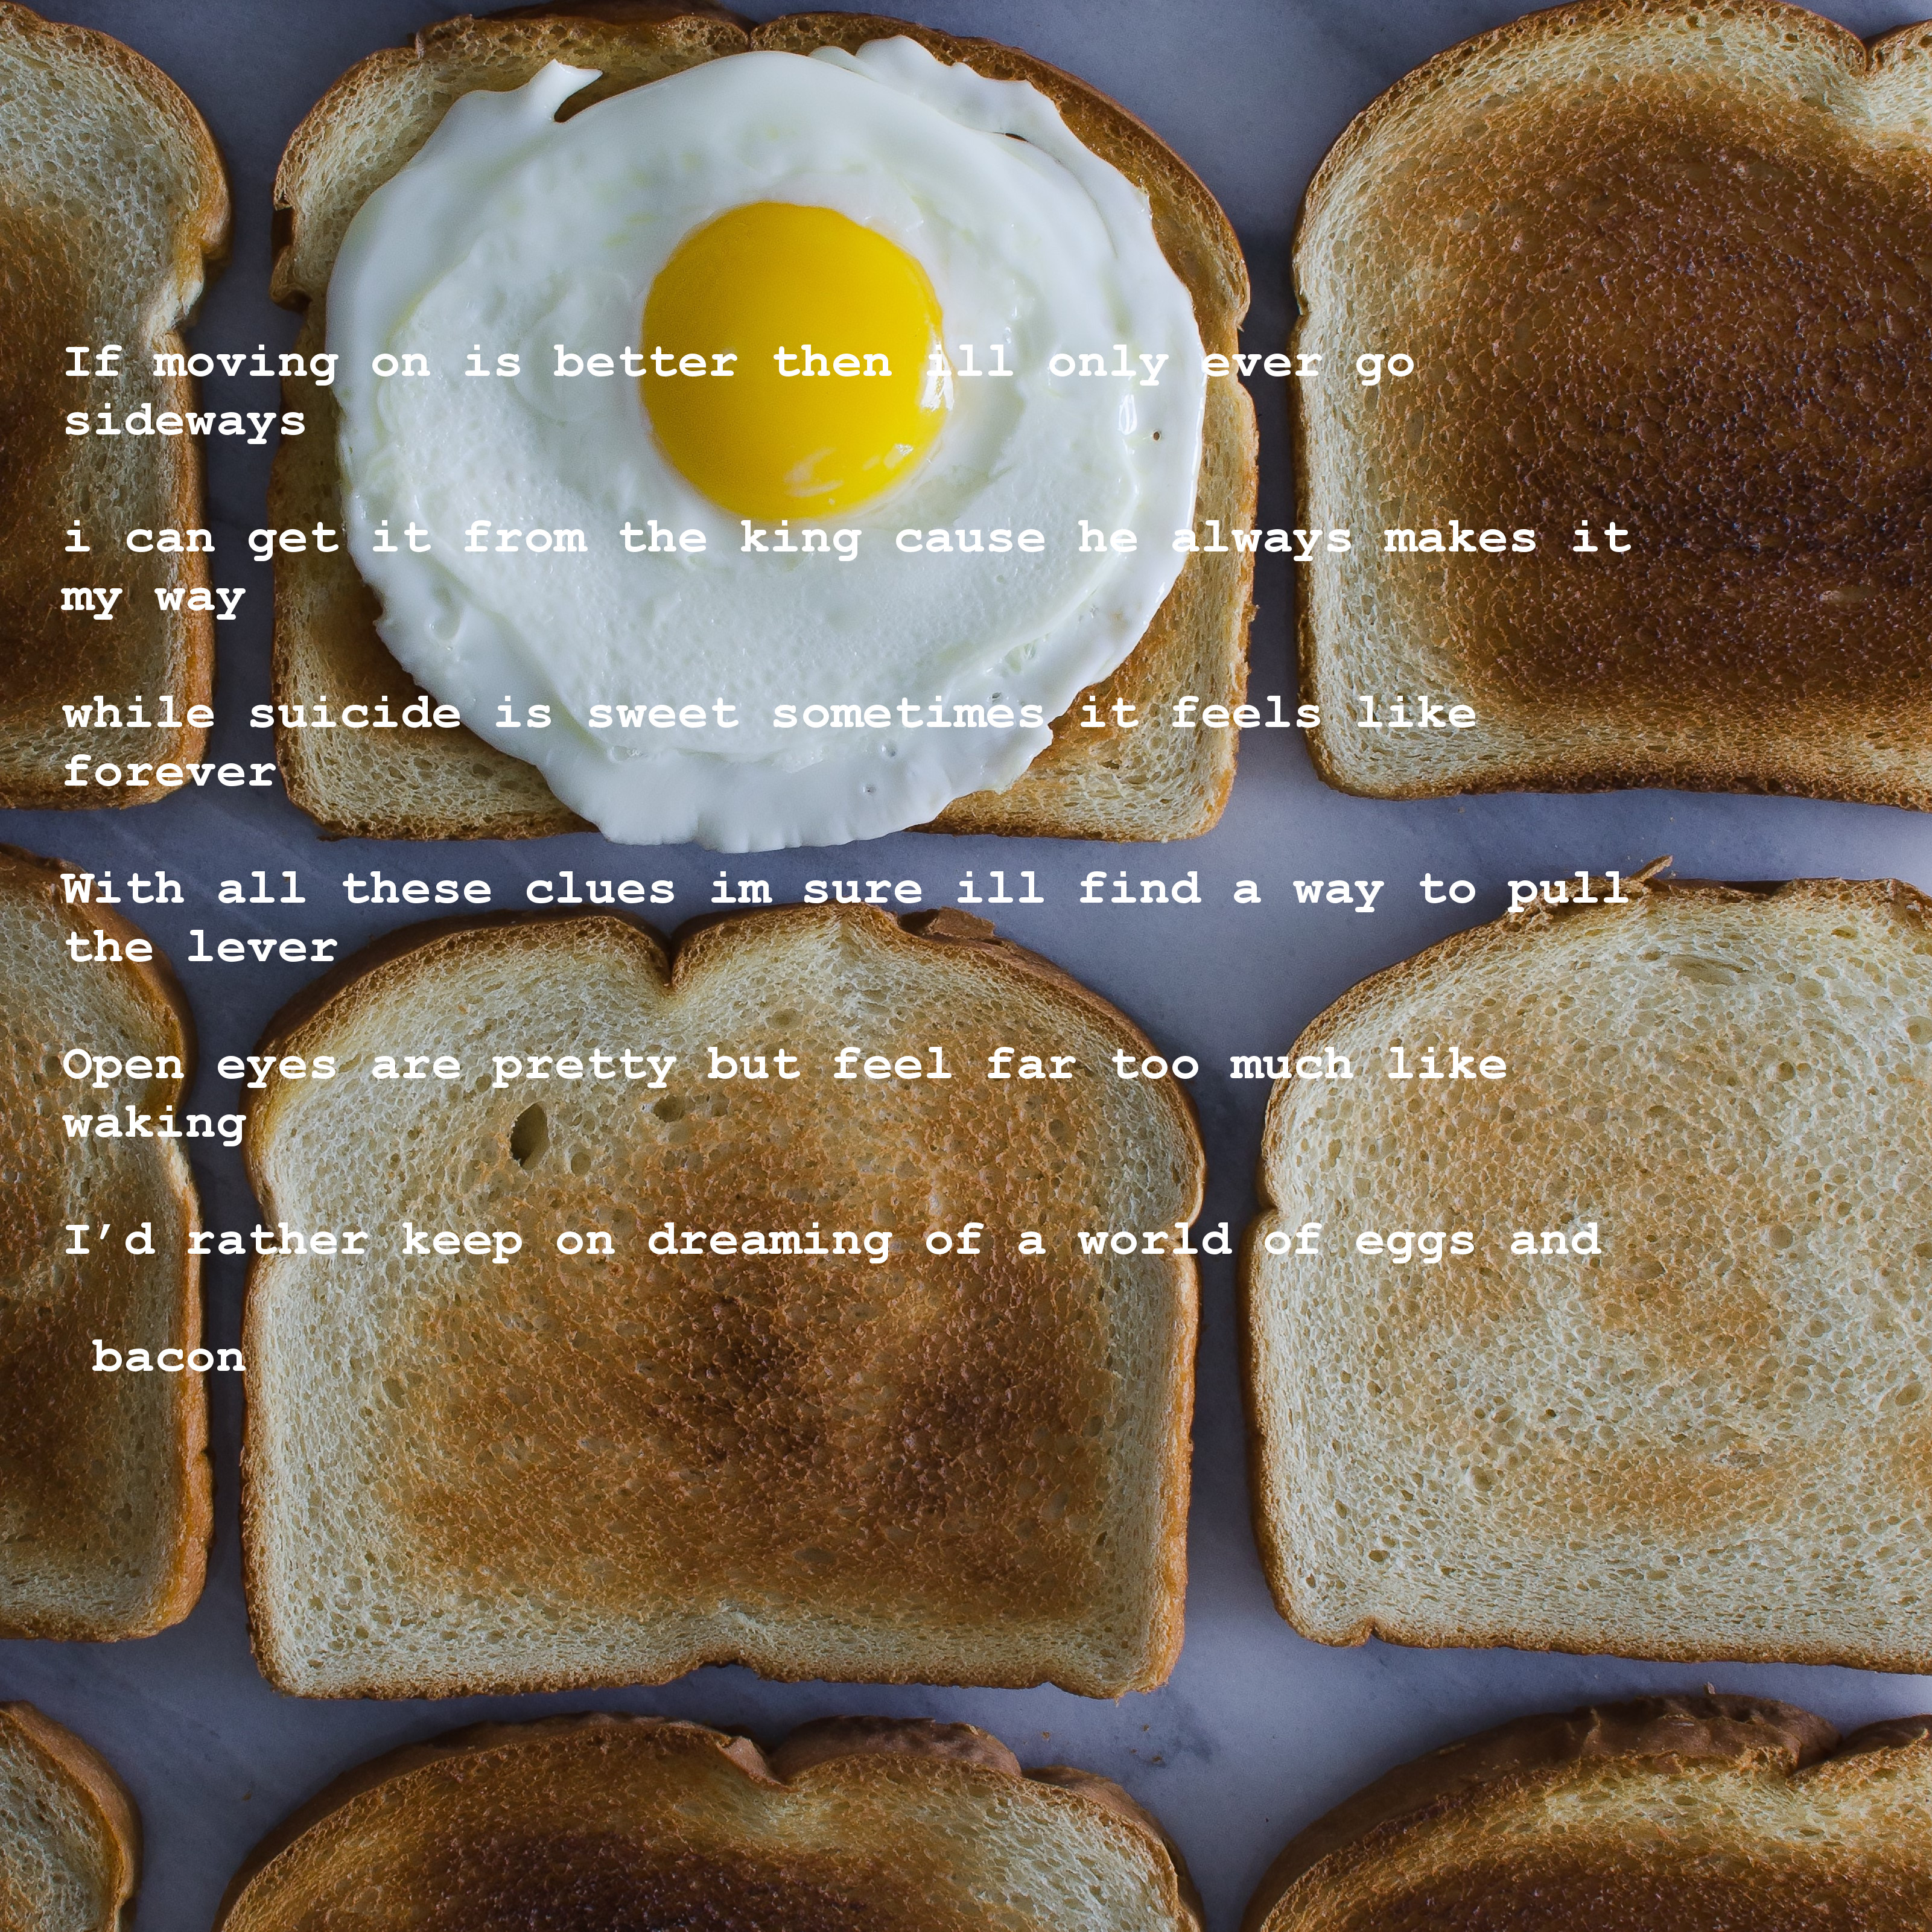 If moving on is better then ill only ever go
sideways
i can get it from the king cause he always makes it
my way
while suicide is sweet sometimes it feels like
forever
With all these clues im sure ill find a way to pull
the lever
Open eyes are pretty but feel far too much like
waking
I’d rather keep on dreaming of a world of eggs and
bacon